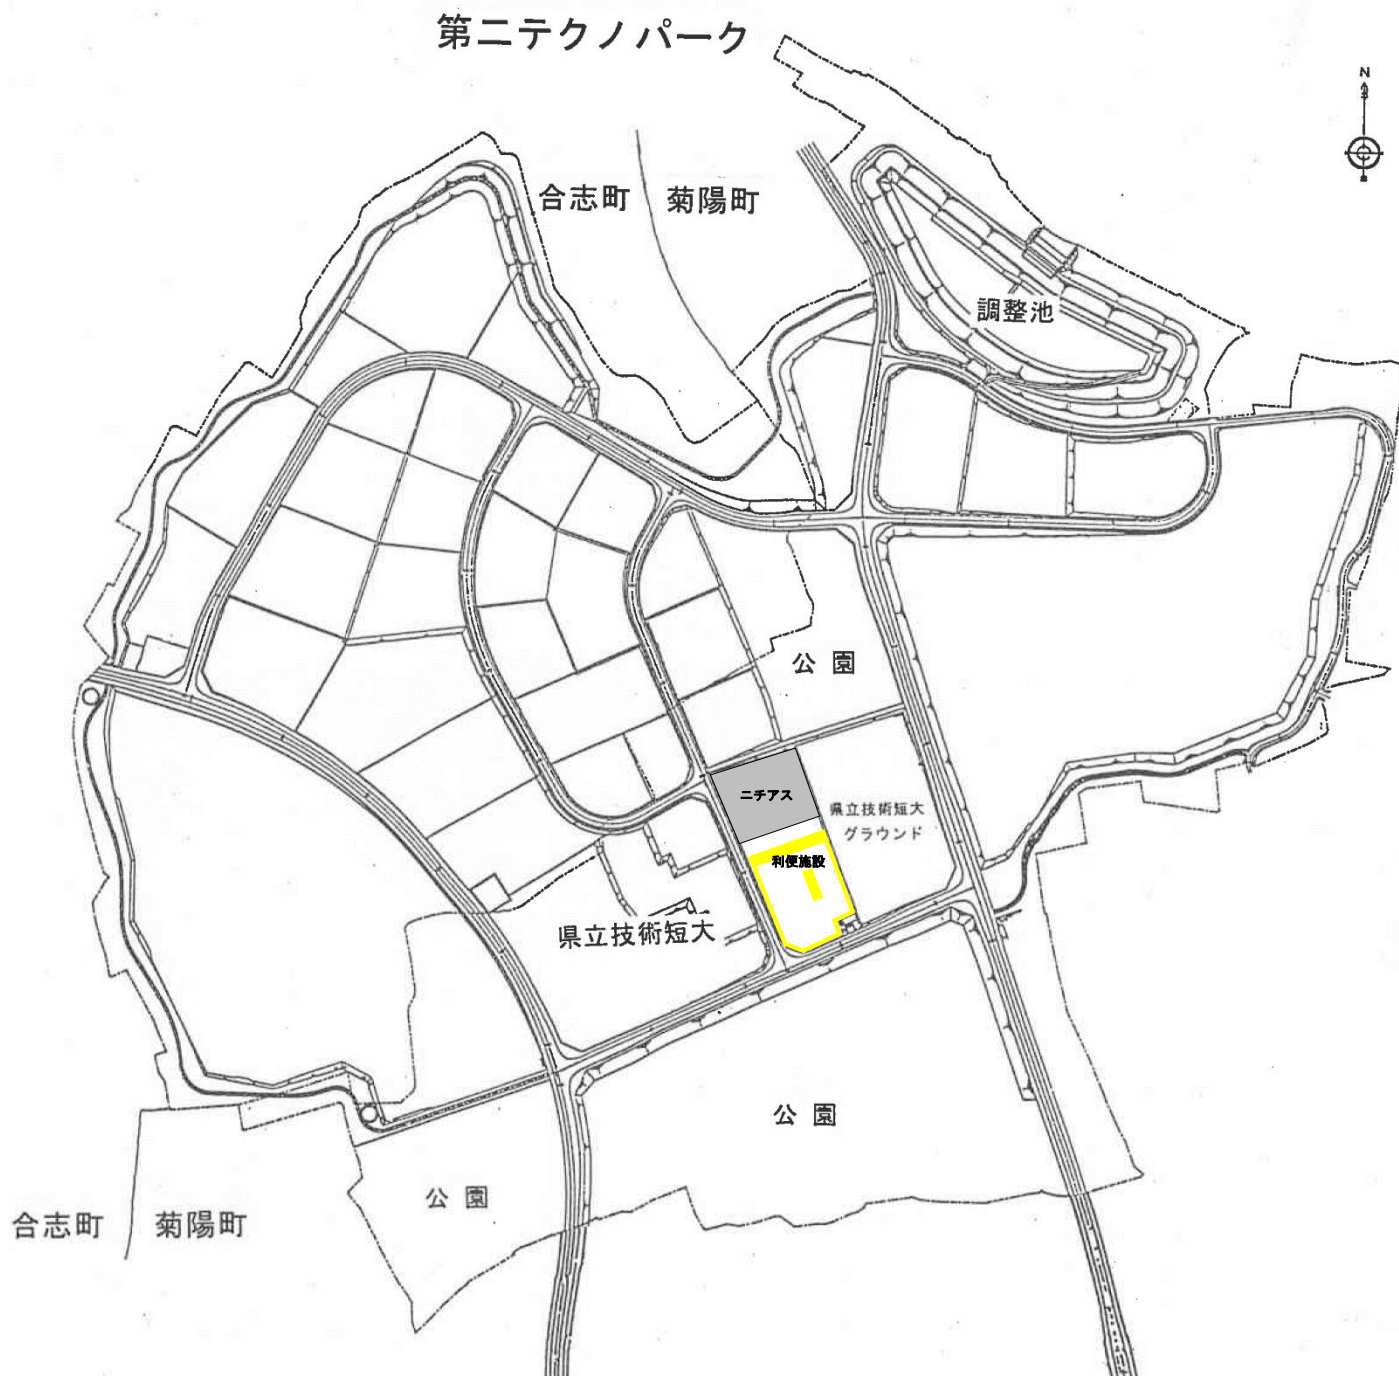 第二テクノパーク
N
合志町 菊陽町
調整池
公園
ニチアス
県立技術短大
グラウンド
利便施設
県立技術短大
公園
公園
合志町 菊陽町